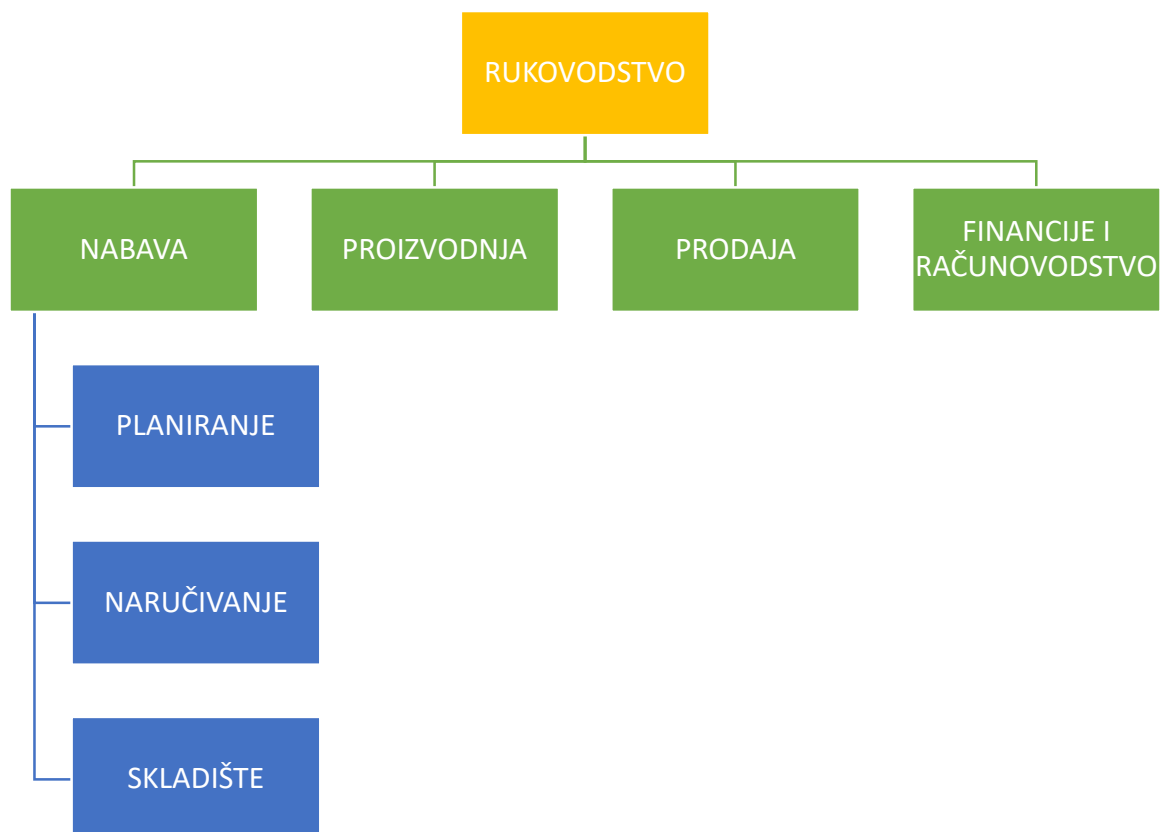 RUKOVODSTVO
NABAVA
PROIZVODNJA
PRODAJA
FINANCIJE I
RAČUNOVODSTVO
PLANIRANJE
NARUČIVANJE
SKLADIŠTE